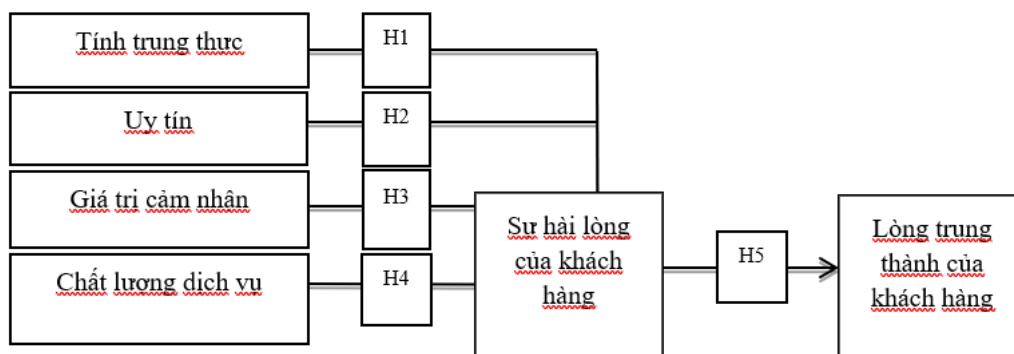 Tính trung thực
H1
Uy tín
H2
Giá trị cảm nhận
H3
Chất lượng dịch vụ
H4
Sự hài lòng
của khách
hàng
H5
Lòng trung
thành của
khách hàng